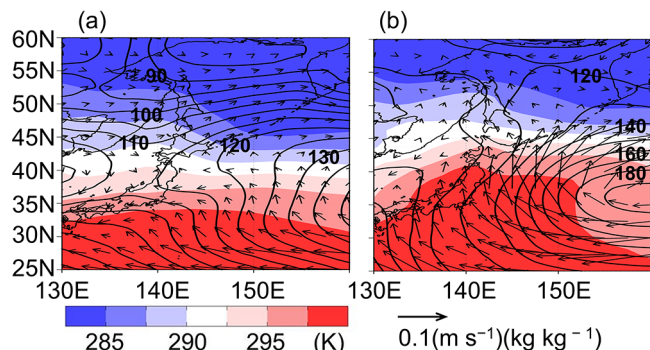 (a) (b)
60N
55N
50N
45N
40N
35N
30N
25N
90
100
110
120
130
120
140
160
180
130E 140E 150E 130E 140E 150E
285 290 295 (K)
0.1(m s⁻¹)(kg kg⁻¹)